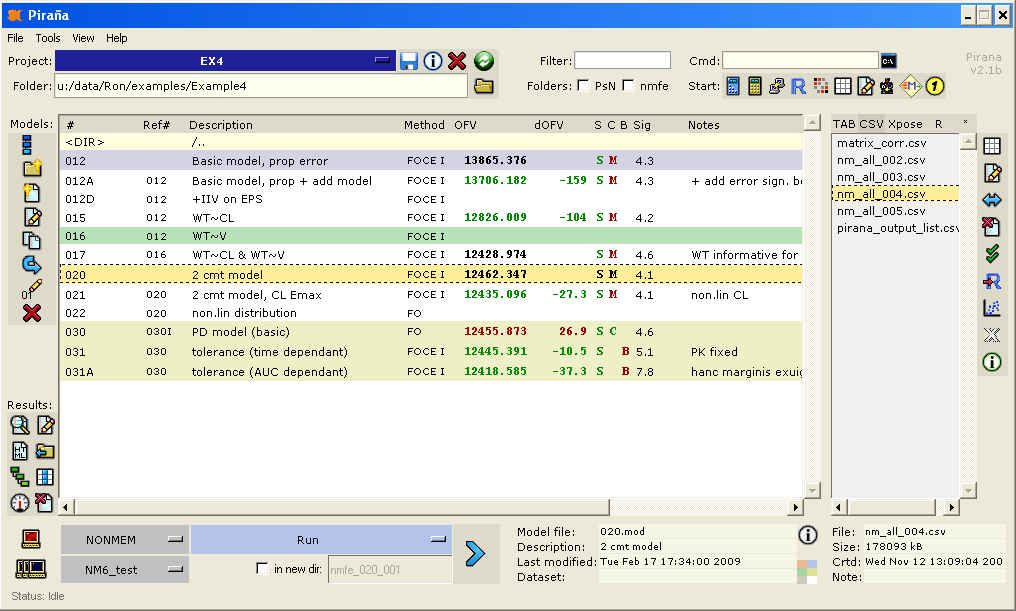 Piraña
File Tools View Help
Project: EX4 Filter: Cmd: C:\ Pirana
v2.1b
Folder: u:/data/Ron/examples/Example4 Folders: PsN nmfe Start:
Models: # Ref# Description Method OFV dOFV S C B Sig Notes
<DIR> /..
012 Basic model, prop error FOCE I 13865.376 S M 4.3
012A 012 Basic model, prop + add model FOCE I 13706.182 -159 S M 4.3 + add error sign. be
012D 012 +IIV on EPS FOCE I
015 012 WT~CL FOCE I 12826.009 -104 S M 4.2
016 012 WT~V FOCE I
017 016 WT~CL & WT~V FOCE I 12428.974 S M 4.6 WT informative for
020 2 cmt model FOCE I 12462.347 S M 4.1
021 020 2 cmt model, CL Emax FOCE I 12435.096 -27.3 S M 4.1 non.lin CL
022 020 non.lin distribution FO
030 030I PD model (basic) FO 12455.873 26.9 S C 4.6
031 030 tolerance (time dependant) FOCE I 12445.391 -10.5 S B 5.1 PK fixed
031A 030 tolerance (AUC dependant) FOCE I 12418.585 -37.3 S B 7.8 hanc marginis exuig
TAB CSV Xpose R *
matrix_corr.csv
nm_all_002.csv
nm_all_003.csv
nm_all_004.csv
nm_all_005.csv
pirana_output_list.csv
Results:
NONMEM Run
NM6_test in new dir: nmfe_020_001
Model file: 020.mod
Description: 2 cmt model
Last modified: Tue Feb 17 17:34:00 2009
Dataset:
File: nm_all_004.csv
Size: 178093 kB
Crtd: Wed Nov 12 13:09:04 200
Note:
Status: Idle